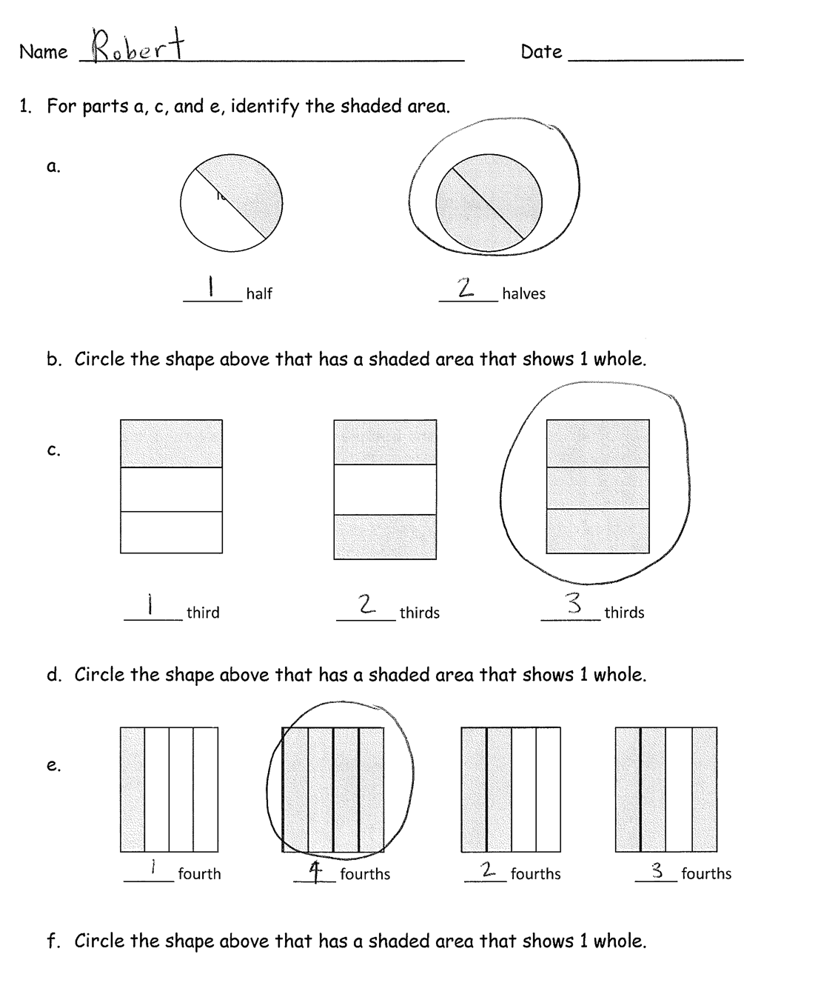 Name Robert Date
1. For parts a, c, and e, identify the shaded area.
a.
1 half 2 halves
b. Circle the shape above that has a shaded area that shows 1 whole.
c.
1 third 2 thirds 3 thirds
d. Circle the shape above that has a shaded area that shows 1 whole.
e.
1 fourth 4 fourths 2 fourths 3 fourths
f. Circle the shape above that has a shaded area that shows 1 whole.